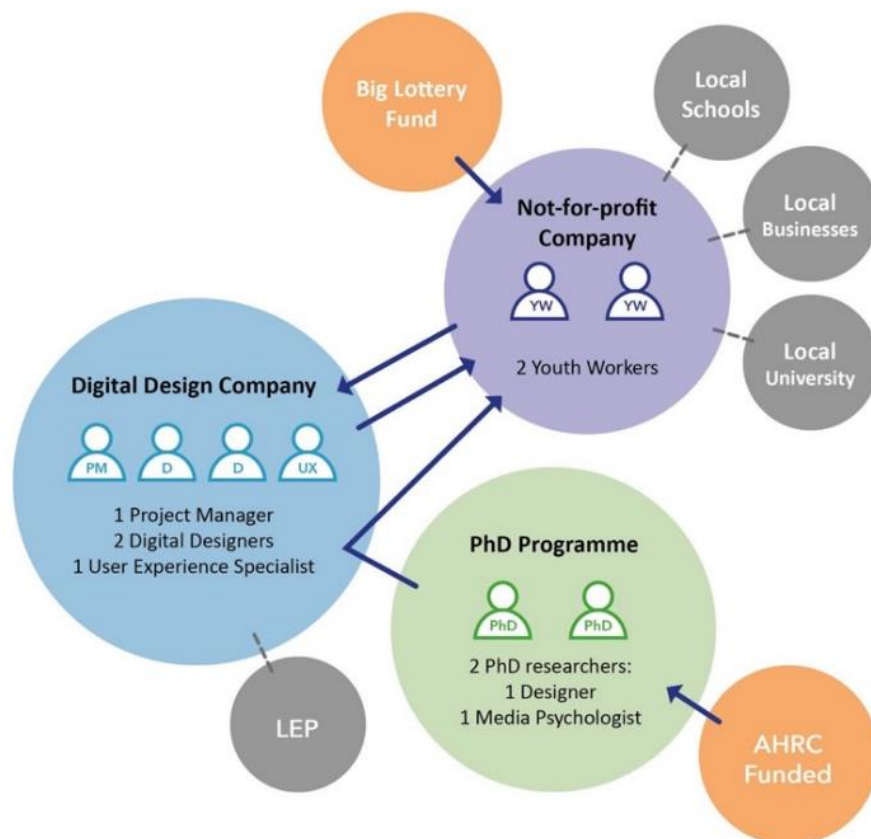 Big Lottery
Fund
Local
Schools
Not-for-profit
Company
YW YW
2 Youth Workers
Local
Businesses
Local
University
Digital Design Company
PM D D UX
1 Project Manager
2 Digital Designers
1 User Experience Specialist
PhD Programme
PhD PhD
2 PhD researchers:
1 Designer
1 Media Psychologist
LEP
AHRC
Funded